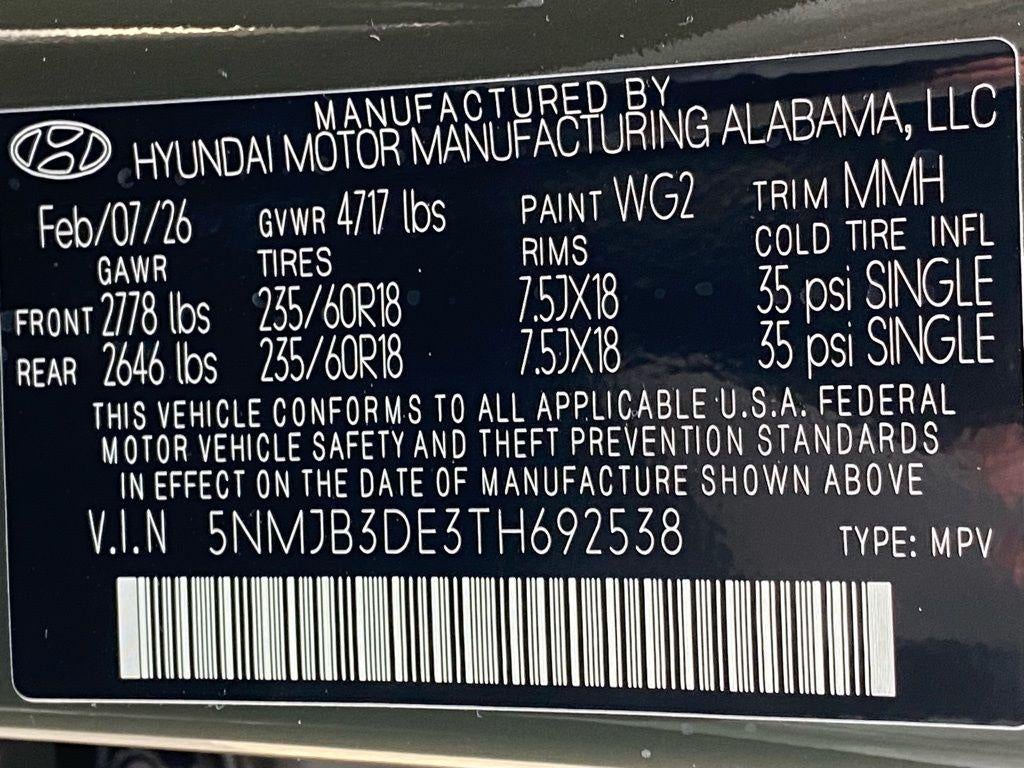 MANUFACTURED BY
HYUNDAI MOTOR MANUFACTURING ALABAMA, LLC
Feb/07/26 GVWR 4717 lbs PAINT WG2 TRIM MMH
GAWR TIRES RIMS COLD TIRE INFL
FRONT 2778 lbs 235/60R18 7.5JX18 35 psi SINGLE
REAR 2646 lbs 235/60R18 7.5JX18 35 psi SINGLE
THIS VEHICLE CONFORMS TO ALL APPLICABLE U.S.A. FEDERAL
MOTOR VEHICLE SAFETY AND THEFT PREVENTION STANDARDS
IN EFFECT ON THE DATE OF MANUFACTURE SHOWN ABOVE
V.I.N 5NMJB3DE3TH692538 TYPE: MPV